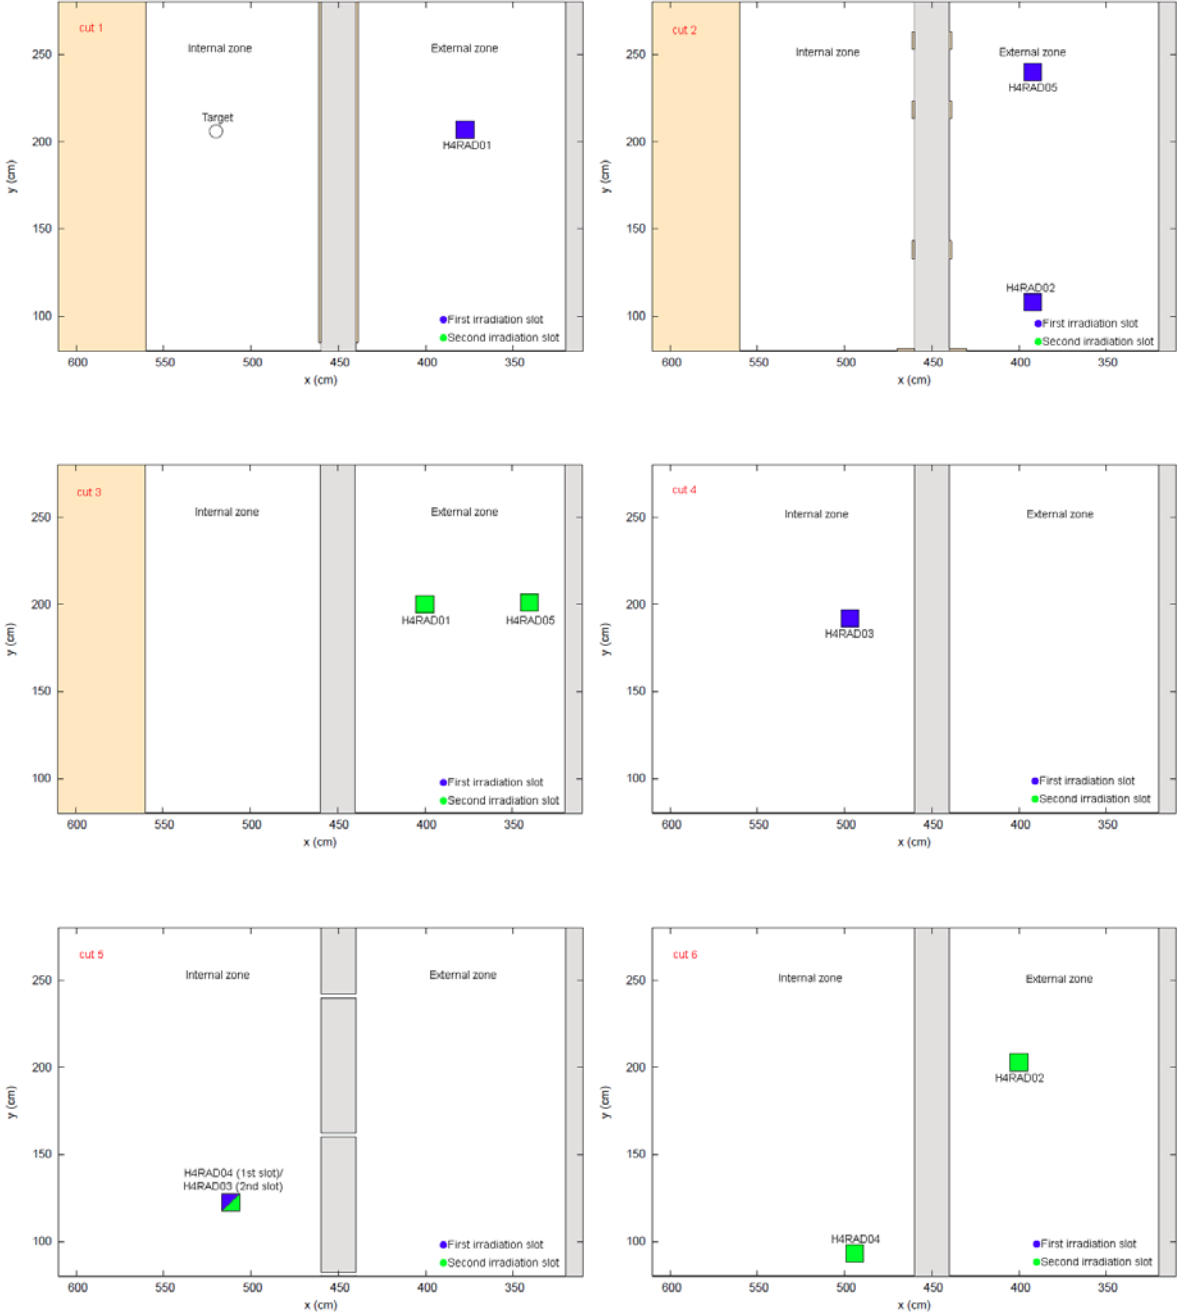 cut 1
Internal zone
External zone
Target
H4RAD01
First irradiation slot
Second irradiation slot
250
200
150
100
y (cm)
600 550 500 450 400 350
x (cm)
cut 2
Internal zone
External zone
H4RAD05
H4RAD02
First irradiation slot
Second irradiation slot
250
200
150
100
y (cm)
600 550 500 450 400 350
x (cm)
cut 3
Internal zone
External zone
H4RAD01
H4RAD05
First irradiation slot
Second irradiation slot
250
200
150
100
y (cm)
600 550 500 450 400 350
x (cm)
cut 4
Internal zone
External zone
H4RAD03
First irradiation slot
Second irradiation slot
250
200
150
100
y (cm)
600 550 500 450 400 350
x (cm)
cut 5
Internal zone
External zone
H4RAD04 (1st slot)/
H4RAD03 (2nd slot)
First irradiation slot
Second irradiation slot
250
200
150
100
y (cm)
600 550 500 450 400 350
x (cm)
cut 6
Internal zone
External zone
H4RAD02
H4RAD04
First irradiation slot
Second irradiation slot
250
200
150
100
y (cm)
600 550 500 450 400 350
x (cm)